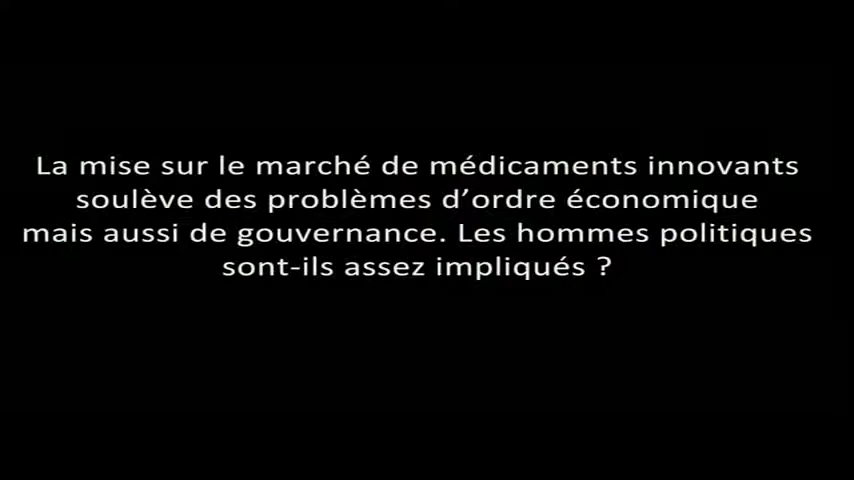 La mise sur le marché de médicaments innovants
soulève des problèmes d’ordre économique
mais aussi de gouvernance. Les hommes politiques
sont-ils assez impliqués ?